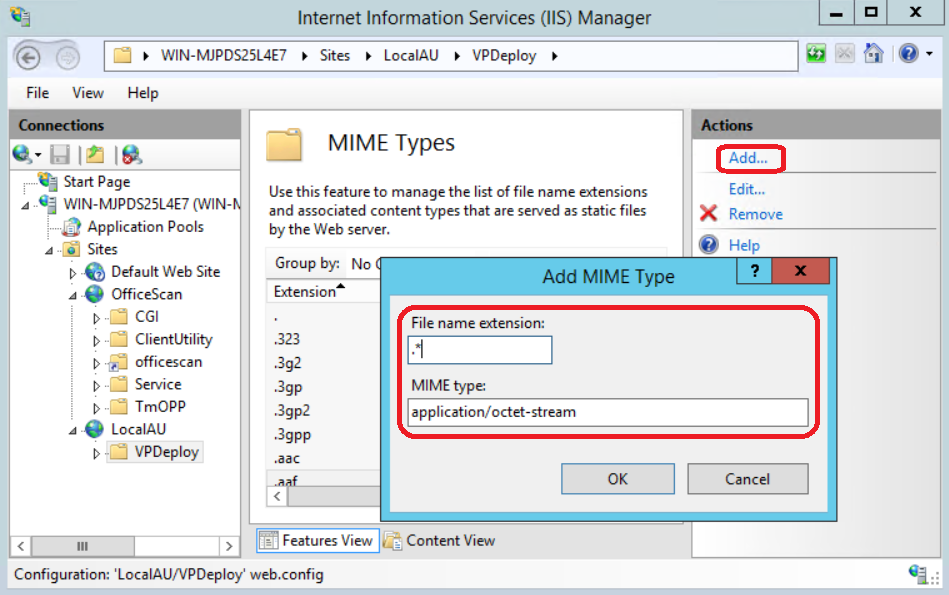 Internet Information Services (IIS) Manager
WIN-MJPDS25L4E7 Sites LocalAU VPDeploy
File View Help
Connections
Start Page
WIN-MJPDS25L4E7 (WIN-M
Application Pools
Sites
Default Web Site
OfficeScan
CGI
ClientUtility
officescan
Service
TmOPP
LocalAU
VPDeploy
MIME Types
Use this feature to manage the list of file name extensions
and associated content types that are served as static files
by the Web server.
Group by: No
Extension
.
.323
.3g2
.3gp
.3gp2
.3gpp
.aac
.aaf
Features View Content View
Actions
Add...
Edit...
Remove
Help
Add MIME Type
File name extension:
.*
MIME type:
application/octet-stream
OK Cancel
Configuration: 'LocalAU/VPDeploy' web.config